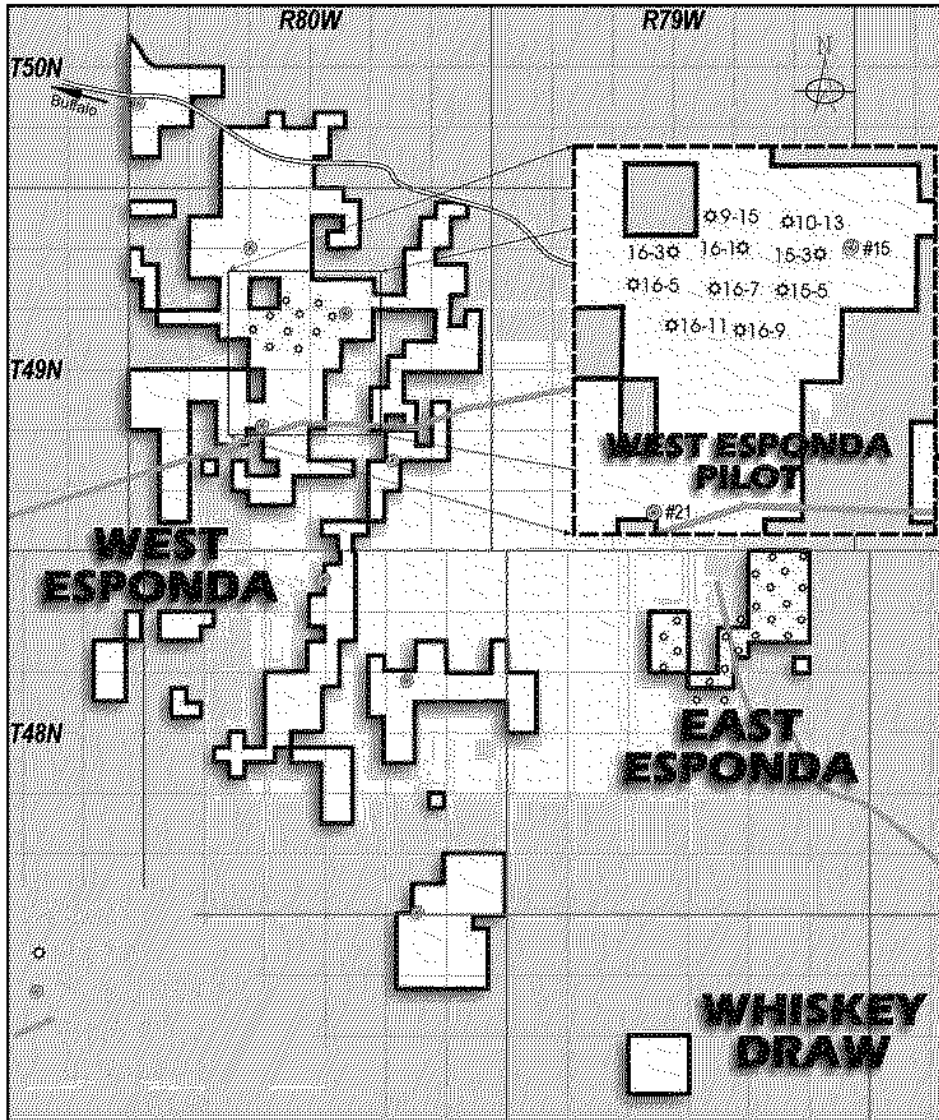 R80W
R79W
T50N
Buffalo
N
9-15
10-13
16-3
16-1
15-3
#15
16-5
16-7
15-5
16-11
16-9
T49N
WEST ESPONDA
PILOT
#21
WEST
ESPONDA
T48N
EAST
ESPONDA
WHISKEY
DRAW